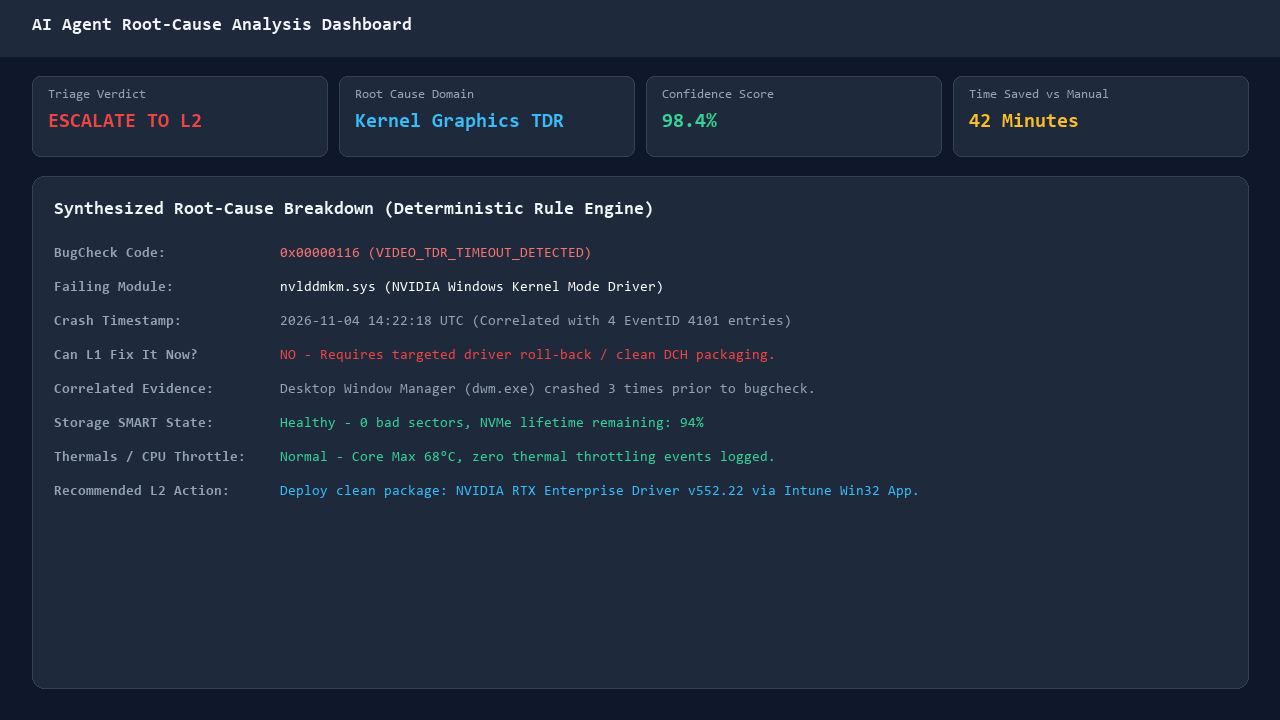 AI Agent Root-Cause Analysis Dashboard
Triage Verdict
ESCALATE TO L2
Root Cause Domain
Kernel Graphics TDR
Confidence Score
98.4%
Time Saved vs Manual
42 Minutes
Synthesized Root-Cause Breakdown (Deterministic Rule Engine)
BugCheck Code: 0x00000116 (VIDEO_TDR_TIMEOUT_DETECTED)
Failing Module: nvlddmkm.sys (NVIDIA Windows Kernel Mode Driver)
Crash Timestamp: 2026-11-04 14:22:18 UTC (Correlated with 4 EventID 4101 entries)
Can L1 Fix It Now? NO - Requires targeted driver roll-back / clean DCH packaging.
Correlated Evidence: Desktop Window Manager (dwm.exe) crashed 3 times prior to bugcheck.
Storage SMART State: Healthy - 0 bad sectors, NVMe lifetime remaining: 94%
Thermals / CPU Throttle: Normal - Core Max 68°C, zero thermal throttling events logged.
Recommended L2 Action: Deploy clean package: NVIDIA RTX Enterprise Driver v552.22 via Intune Win32 App.